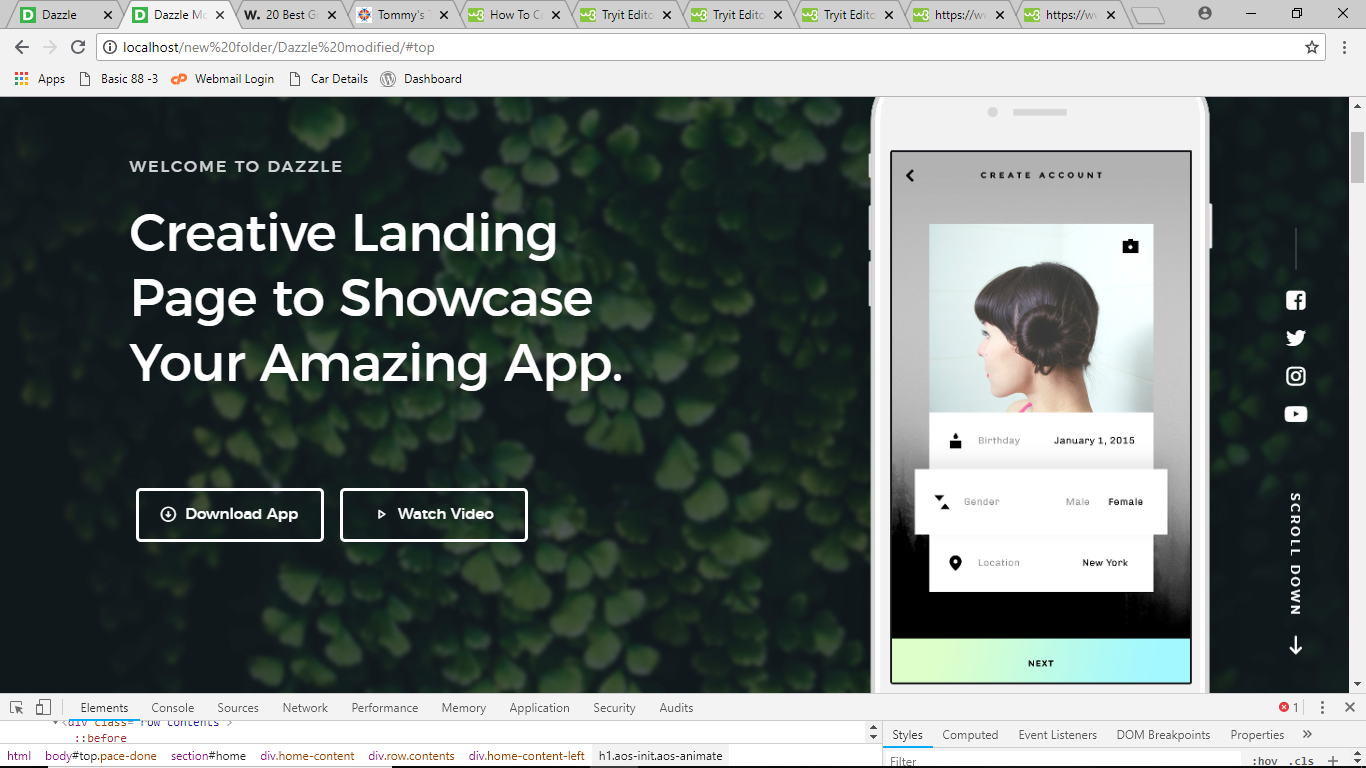 Dazzle
Dazzle Mo
W. 20 Best G
Tommy's
How To C
Tryit Edito
Tryit Edito
Tryit Edito
https://w
https://w
localhost/new%20folder/Dazzle%20modified/#top
Apps Basic 88 -3 Webmail Login Car Details Dashboard
WELCOME TO DAZZLE
Creative Landing
Page to Showcase
Your Amazing App.
Download App
Watch Video
CREATE ACCOUNT
Birthday January 1, 2015
Gender Male Female
Location New York
NEXT
SCROLL DOWN
Elements Console Sources Network Performance Memory Application Security Audits 1
<div class="row contents">
::before
html body#top.pace-done section#home div.home-content div.row.contents div.home-content-left h1.aos-init.aos-animate
Styles Computed Event Listeners DOM Breakpoints Properties »
Filter :hov .cls +